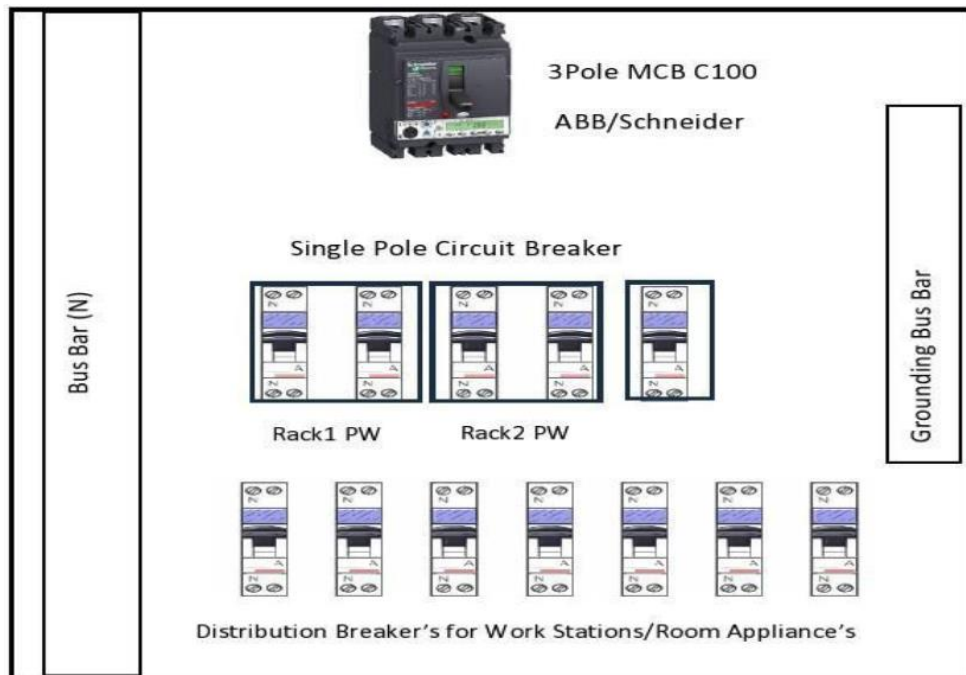 3Pole MCB C100
ABB/Schneider
Bus Bar (N)
Grounding Bus Bar
Single Pole Circuit Breaker
Rack1 PW
Rack2 PW
Distribution Breaker's for Work Stations/Room Appliance's